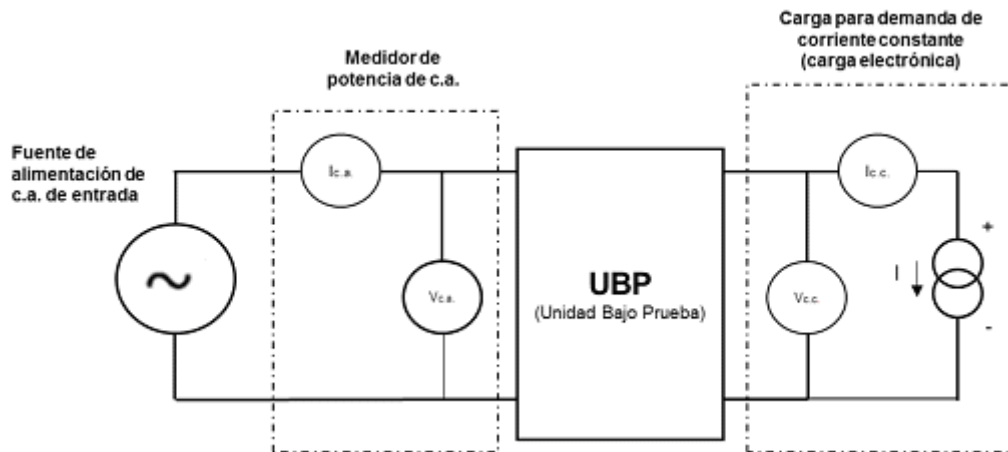 Carga para demanda de
corriente constante
(carga electrónica)
Medidor de
potencia de c.a.
Fuente de
alimentación de
c.a. de entrada
Ic.a.
Ic.c.
Vc.a.
UBP
(Unidad Bajo Prueba)
Vc.c.
I
+
-